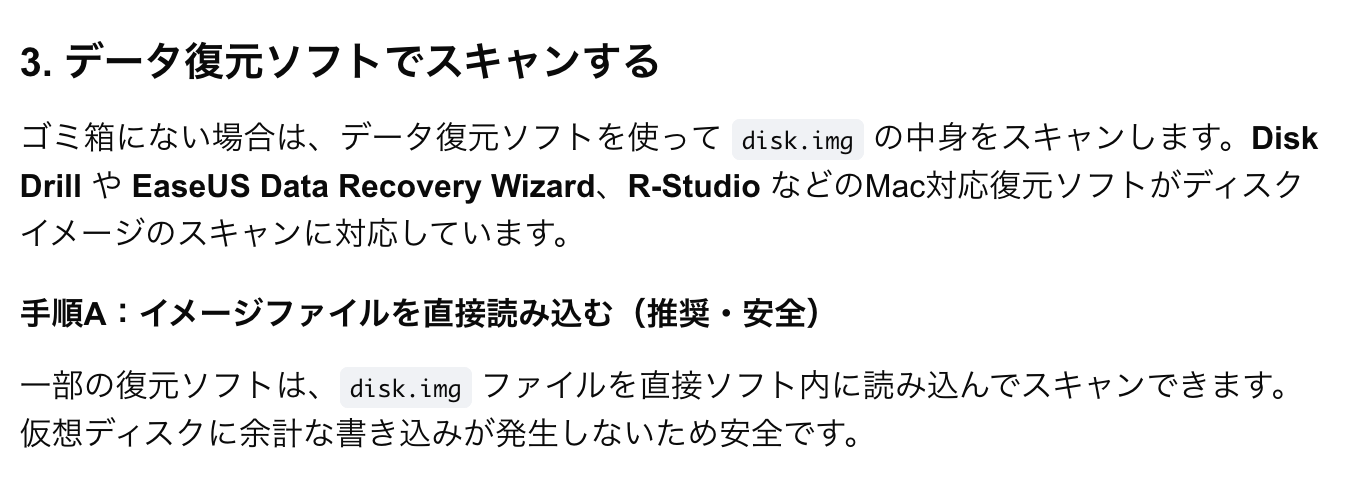 3. データ復元ソフトでスキャンする
ゴミ箱にない場合は、データ復元ソフトを使って disk.img の中身をスキャンします。Disk
Drill や EaseUS Data Recovery Wizard、R-Studio などのMac対応復元ソフトがディスク
イメージのスキャンに対応しています。
手順A：イメージファイルを直接読み込む（推奨・安全）
一部の復元ソフトは、 disk.img ファイルを直接ソフト内に読み込んでスキャンできます。
仮想ディスクに余計な書き込みが発生しないため安全です。